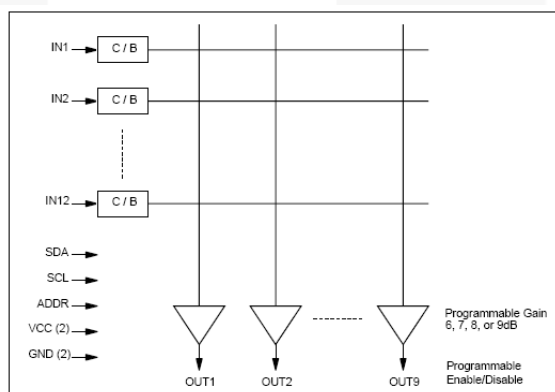 IN1
C / B
IN2
C / B
IN12
C / B
SDA
SCL
ADDR
VCC (2)
GND (2)
Programmable Gain
6, 7, 8, or 9dB
OUT1
OUT2
OUT9
Programmable
Enable/Disable